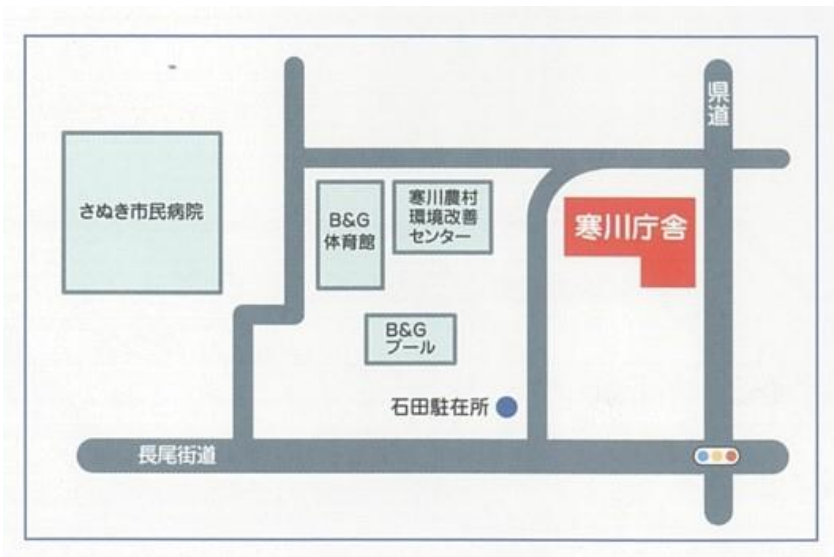 県道
さぬき市民病院
B&G
体育館
寒川農村
環境改善
センター
寒川庁舎
B&G
プール
石田駐在所
長尾街道